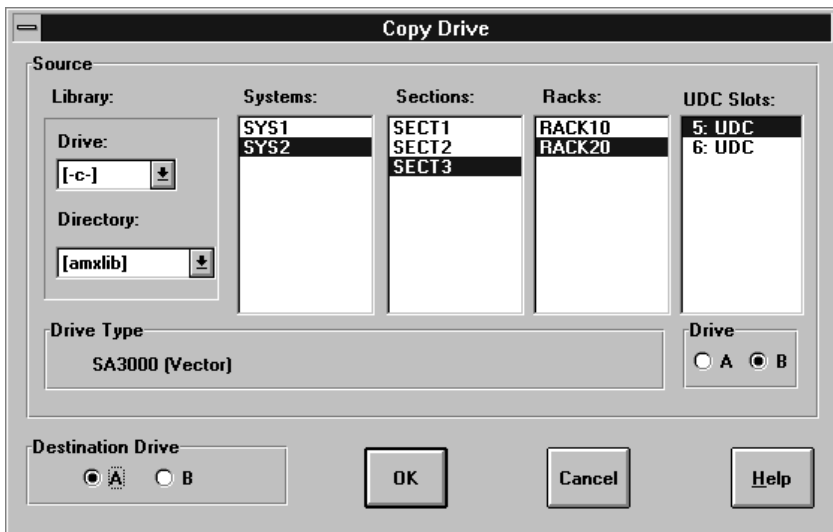 Copy Drive
Source
Library:
Drive:
[-c-]
Directory:
[amxlib]
Systems:
SYS1
SYS2
Sections:
SECT1
SECT2
SECT3
Racks:
RACK10
RACK20
UDC Slots:
5: UDC
6: UDC
Drive Type
SA3000 (Vector)
Drive
A B
Destination Drive
A B
OK
Cancel
Help